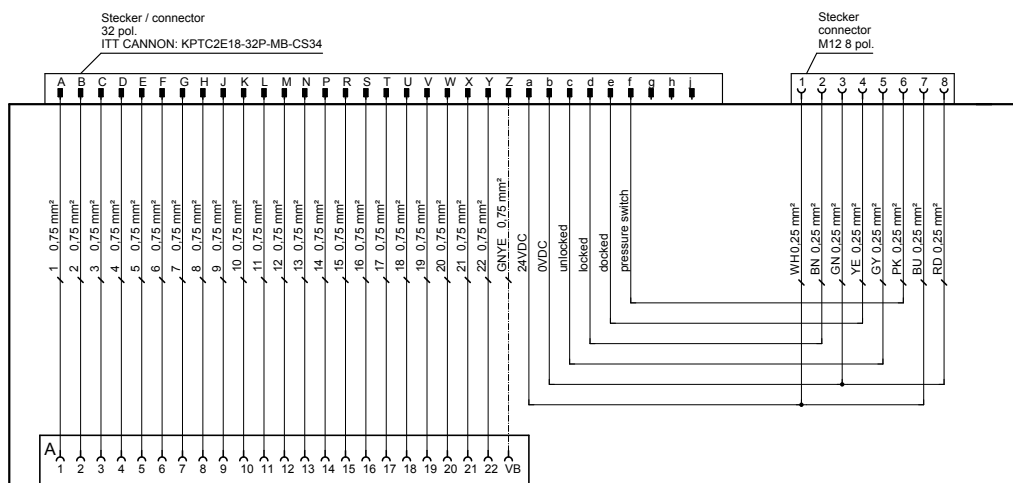 Stecker / connector
32 pol.
ITT CANNON: KPTC2E18-32P-MB-CS34
Stecker
connector
M12 8 pol.
A B C D E F G H J K L M N P R S T U V W X Y Z a b c d e f g h j
1 2 3 4 5 6 7 8
1 0,75 mm²
2 0,75 mm²
3 0,75 mm²
4 0,75 mm²
5 0,75 mm²
6 0,75 mm²
7 0,75 mm²
8 0,75 mm²
9 0,75 mm²
10 0,75 mm²
11 0,75 mm²
12 0,75 mm²
13 0,75 mm²
14 0,75 mm²
15 0,75 mm²
16 0,75 mm²
17 0,75 mm²
18 0,75 mm²
19 0,75 mm²
20 0,75 mm²
21 0,75 mm²
22 0,75 mm²
GNYE 0,75 mm²
24VDC
0VDC
unlocked
locked
docked
pressure switch
WH 0,25 mm²
BN 0,25 mm²
GN 0,25 mm²
YE 0,25 mm²
GY 0,25 mm²
PK 0,25 mm²
BU 0,25 mm²
RD 0,25 mm²
A
1 2 3 4 5 6 7 8 9 10 11 12 13 14 15 16 17 18 19 20 21 22 VB